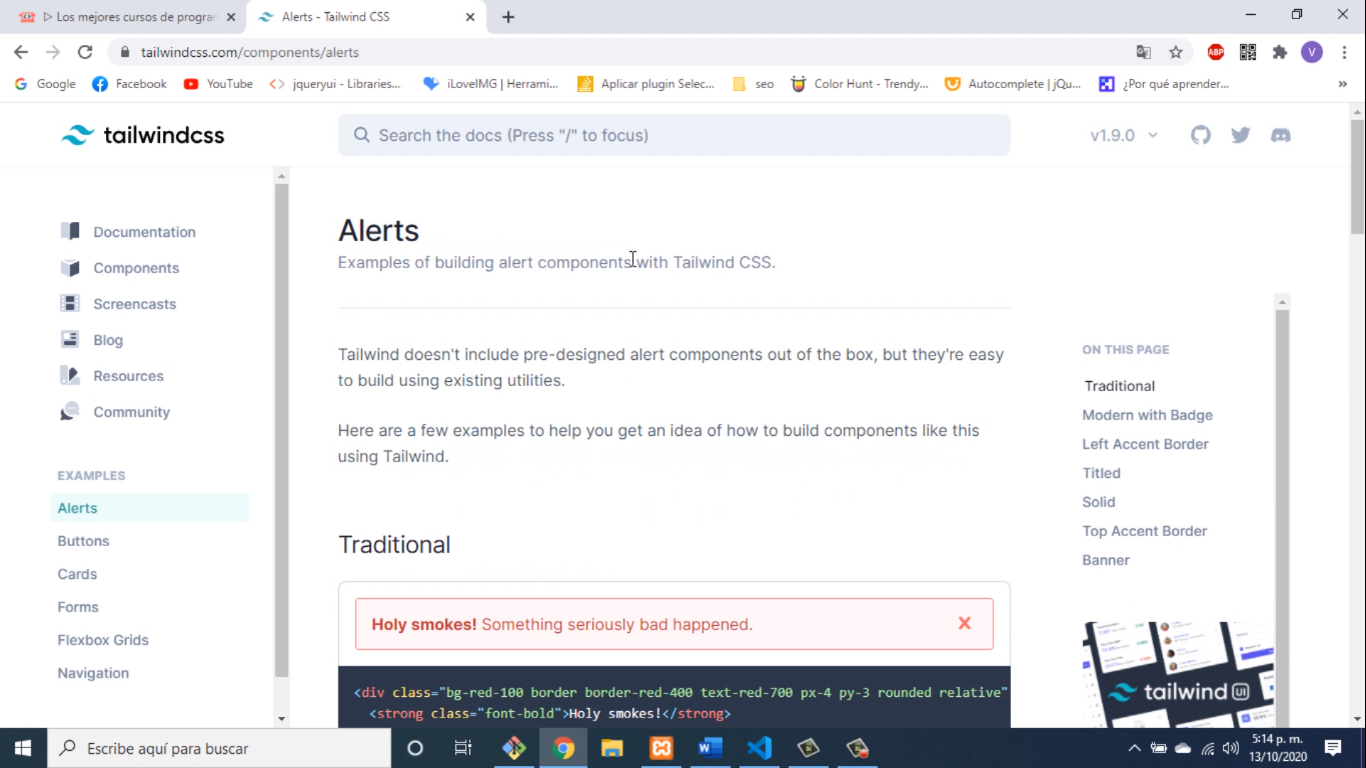 ▷ Los mejores cursos de progran
Alerts - Tailwind CSS
tailwindcss.com/components/alerts
ABP
V
Google
Facebook
YouTube
jqueryui - Libraries...
iLoveIMG | Herrami...
Aplicar plugin Selec...
seo
Color Hunt - Trendy...
Autocomplete | jQu...
¿Por qué aprender...
»
tailwindcss
Search the docs (Press "/" to focus)
v1.9.0
Documentation
Components
Screencasts
Blog
Resources
Community
EXAMPLES
Alerts
Buttons
Cards
Forms
Flexbox Grids
Navigation
Alerts
Examples of building alert components with Tailwind CSS.
Tailwind doesn't include pre-designed alert components out of the box, but they're easy
to build using existing utilities.
Here are a few examples to help you get an idea of how to build components like this
using Tailwind.
Traditional
Holy smokes! Something seriously bad happened.
<div class="bg-red-100 border border-red-400 text-red-700 px-4 py-3 rounded relative"
<strong class="font-bold">Holy smokes!</strong>
ON THIS PAGE
Traditional
Modern with Badge
Left Accent Border
Titled
Solid
Top Accent Border
Banner
tailwind UI
Escribe aquí para buscar
5:14 p. m.
13/10/2020